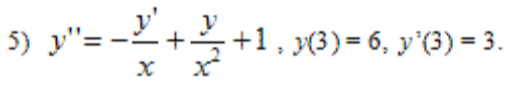 5) y''= -y'/x + y/x² +1 , y(3) = 6, y'(3) = 3.